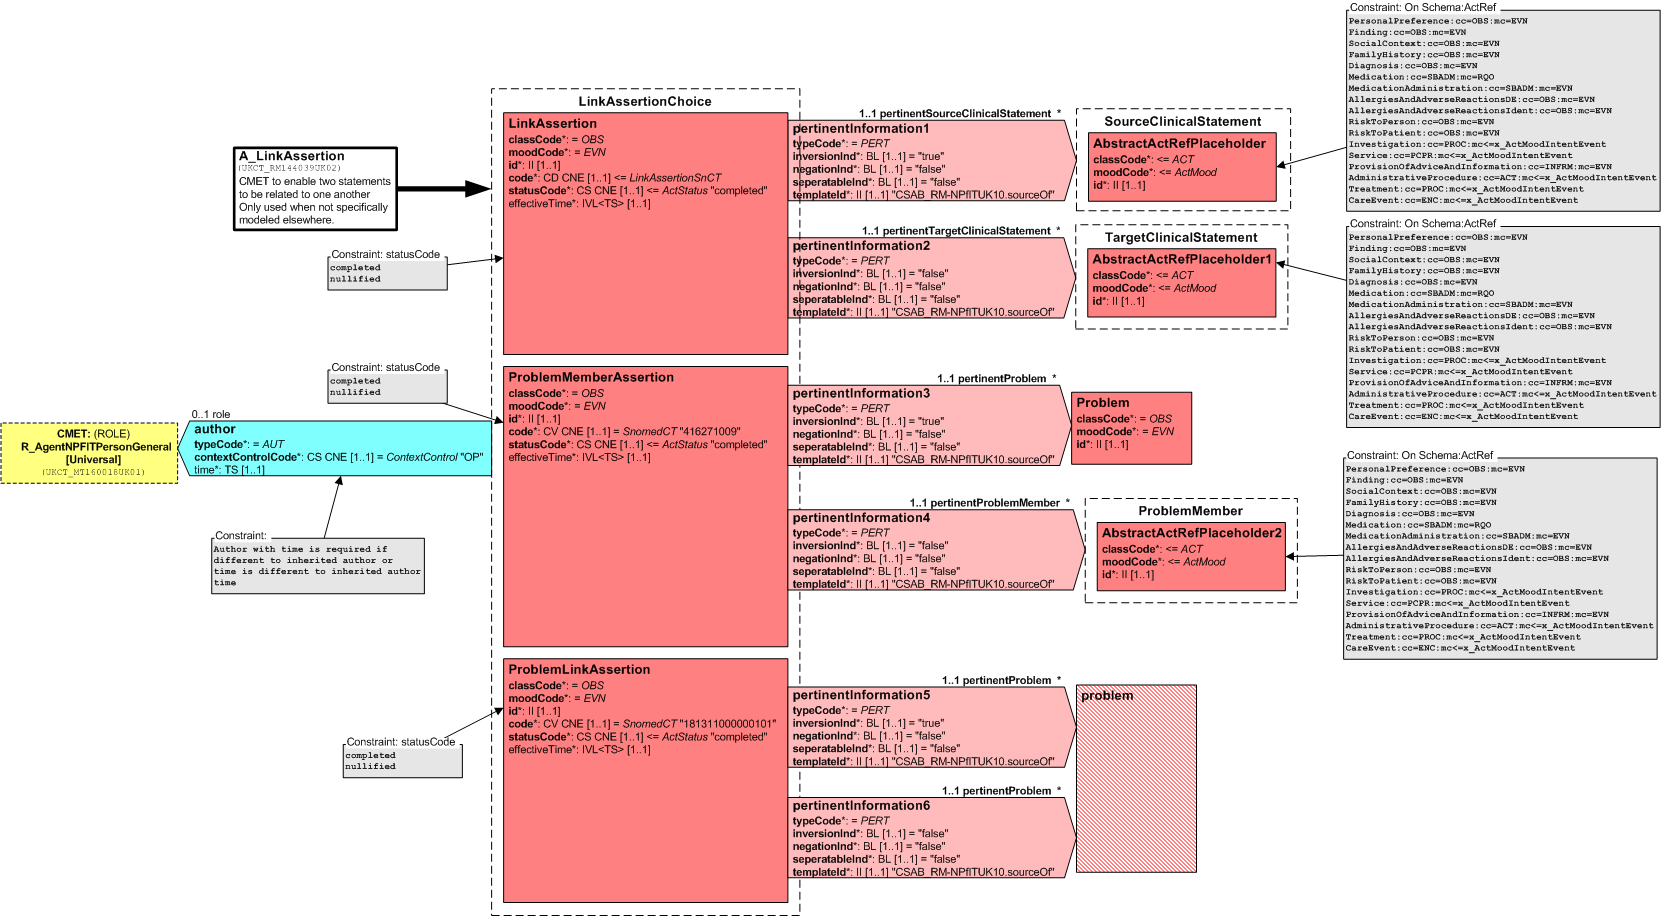 A_LinkAssertion
(UKCT_RM144039UK02)
CMET to enable two statements
to be related to one another
Only used when not specifically
modeled elsewhere.
LinkAssertionChoice
LinkAssertion
classCode*: = OBS
moodCode*: = EVN
id*: II [1..1]
code*: CD CNE [1..1] <= LinkAssertionSnCT
statusCode*: CS CNE [1..1] <= ActStatus "completed"
effectiveTime*: IVL<TS> [1..1]
Constraint: statusCode
completed
nullified
1..1 pertinentSourceClinicalStatement *
pertinentInformation1
typeCode*: = PERT
inversionInd*: BL [1..1] = "true"
negationInd*: BL [1..1] = "false"
seperatableInd*: BL [1..1] = "false"
templateId*: II [1..1] "CSAB_RM-NPfITUK10.sourceOf"
SourceClinicalStatement
AbstractActRefPlaceholder
classCode*: <= ACT
moodCode*: <= ActMood
id*: II [1..1]
Constraint: On Schema:ActRef
PersonalPreference:cc=OBS:mc=EVN
Finding:cc=OBS:mc=EVN
SocialContext:cc=OBS:mc=EVN
FamilyHistory:cc=OBS:mc=EVN
Diagnosis:cc=OBS:mc=EVN
Medication:cc=SBADM:mc=RQO
MedicationAdministration:cc=SBADM:mc=EVN
AllergiesAndAdverseReactionsDE:cc=OBS:mc=EVN
AllergiesAndAdverseReactionsIdent:cc=OBS:mc=EVN
RiskToPerson:cc=OBS:mc=EVN
RiskToPatient:cc=OBS:mc=EVN
Investigation:cc=PROC:mc<=x_ActMoodIntentEvent
Service:cc=PCPR:mc<=x_ActMoodIntentEvent
ProvisionOfAdviceAndInformation:cc=INFRM:mc=EVN
AdministrativeProcedure:cc=ACT:mc<=x_ActMoodIntentEvent
Treatment:cc=PROC:mc<=x_ActMoodIntentEvent
CareEvent:cc=ENC:mc<=x_ActMoodIntentEvent
1..1 pertinentTargetClinicalStatement *
pertinentInformation2
typeCode*: = PERT
inversionInd*: BL [1..1] = "false"
negationInd*: BL [1..1] = "false"
seperatableInd*: BL [1..1] = "false"
templateId*: II [1..1] "CSAB_RM-NPfITUK10.sourceOf"
TargetClinicalStatement
AbstractActRefPlaceholder1
classCode*: <= ACT
moodCode*: <= ActMood
id*: II [1..1]
Constraint: On Schema:ActRef
PersonalPreference:cc=OBS:mc=EVN
Finding:cc=OBS:mc=EVN
SocialContext:cc=OBS:mc=EVN
FamilyHistory:cc=OBS:mc=EVN
Diagnosis:cc=OBS:mc=EVN
Medication:cc=SBADM:mc=RQO
MedicationAdministration:cc=SBADM:mc=EVN
AllergiesAndAdverseReactionsDE:cc=OBS:mc=EVN
AllergiesAndAdverseReactionsIdent:cc=OBS:mc=EVN
RiskToPerson:cc=OBS:mc=EVN
RiskToPatient:cc=OBS:mc=EVN
Investigation:cc=PROC:mc<=x_ActMoodIntentEvent
Service:cc=PCPR:mc<=x_ActMoodIntentEvent
ProvisionOfAdviceAndInformation:cc=INFRM:mc=EVN
AdministrativeProcedure:cc=ACT:mc<=x_ActMoodIntentEvent
Treatment:cc=PROC:mc<=x_ActMoodIntentEvent
CareEvent:cc=ENC:mc<=x_ActMoodIntentEvent
CMET: (ROLE)
R_AgentNPFITPersonGeneral
[Universal]
(UKCT_MT160018UK01)
0..1 role
author
typeCode*: = AUT
contextControlCode*: CS CNE [1..1] = ContextControl "OP"
time*: TS [1..1]
Constraint:
Author with time is required if
different to inherited author or
time is different to inherited author
time
Constraint: statusCode
completed
nullified
ProblemMemberAssertion
classCode*: = OBS
moodCode*: = EVN
id*: II [1..1]
code*: CV CNE [1..1] = SnomedCT "416271009"
statusCode*: CS CNE [1..1] <= ActStatus "completed"
effectiveTime*: IVL<TS> [1..1]
1..1 pertinentProblem *
pertinentInformation3
typeCode*: = PERT
inversionInd*: BL [1..1] = "true"
negationInd*: BL [1..1] = "false"
seperatableInd*: BL [1..1] = "false"
templateId*: II [1..1] "CSAB_RM-NPfITUK10.sourceOf"
Problem
classCode*: = OBS
moodCode*: = EVN
id*: II [1..1]
1..1 pertinentProblemMember *
pertinentInformation4
typeCode*: = PERT
inversionInd*: BL [1..1] = "false"
negationInd*: BL [1..1] = "false"
seperatableInd*: BL [1..1] = "false"
templateId*: II [1..1] "CSAB_RM-NPfITUK10.sourceOf"
ProblemMember
AbstractActRefPlaceholder2
classCode*: <= ACT
moodCode*: <= ActMood
id*: II [1..1]
Constraint: On Schema:ActRef
PersonalPreference:cc=OBS:mc=EVN
Finding:cc=OBS:mc=EVN
SocialContext:cc=OBS:mc=EVN
FamilyHistory:cc=OBS:mc=EVN
Diagnosis:cc=OBS:mc=EVN
Medication:cc=SBADM:mc=RQO
MedicationAdministration:cc=SBADM:mc=EVN
AllergiesAndAdverseReactionsDE:cc=OBS:mc=EVN
AllergiesAndAdverseReactionsIdent:cc=OBS:mc=EVN
RiskToPerson:cc=OBS:mc=EVN
RiskToPatient:cc=OBS:mc=EVN
Investigation:cc=PROC:mc<=x_ActMoodIntentEvent
Service:cc=PCPR:mc<=x_ActMoodIntentEvent
ProvisionOfAdviceAndInformation:cc=INFRM:mc=EVN
AdministrativeProcedure:cc=ACT:mc<=x_ActMoodIntentEvent
Treatment:cc=PROC:mc<=x_ActMoodIntentEvent
CareEvent:cc=ENC:mc<=x_ActMoodIntentEvent
ProblemLinkAssertion
classCode*: = OBS
moodCode*: = EVN
id*: II [1..1]
code*: CV CNE [1..1] = SnomedCT "181311000000101"
statusCode*: CS CNE [1..1] <= ActStatus "completed"
effectiveTime*: IVL<TS> [1..1]
Constraint: statusCode
completed
nullified
1..1 pertinentProblem *
pertinentInformation5
typeCode*: = PERT
inversionInd*: BL [1..1] = "true"
negationInd*: BL [1..1] = "false"
seperatableInd*: BL [1..1] = "false"
templateId*: II [1..1] "CSAB_RM-NPfITUK10.sourceOf"
problem
1..1 pertinentProblem *
pertinentInformation6
typeCode*: = PERT
inversionInd*: BL [1..1] = "false"
negationInd*: BL [1..1] = "false"
seperatableInd*: BL [1..1] = "false"
templateId*: II [1..1] "CSAB_RM-NPfITUK10.sourceOf"